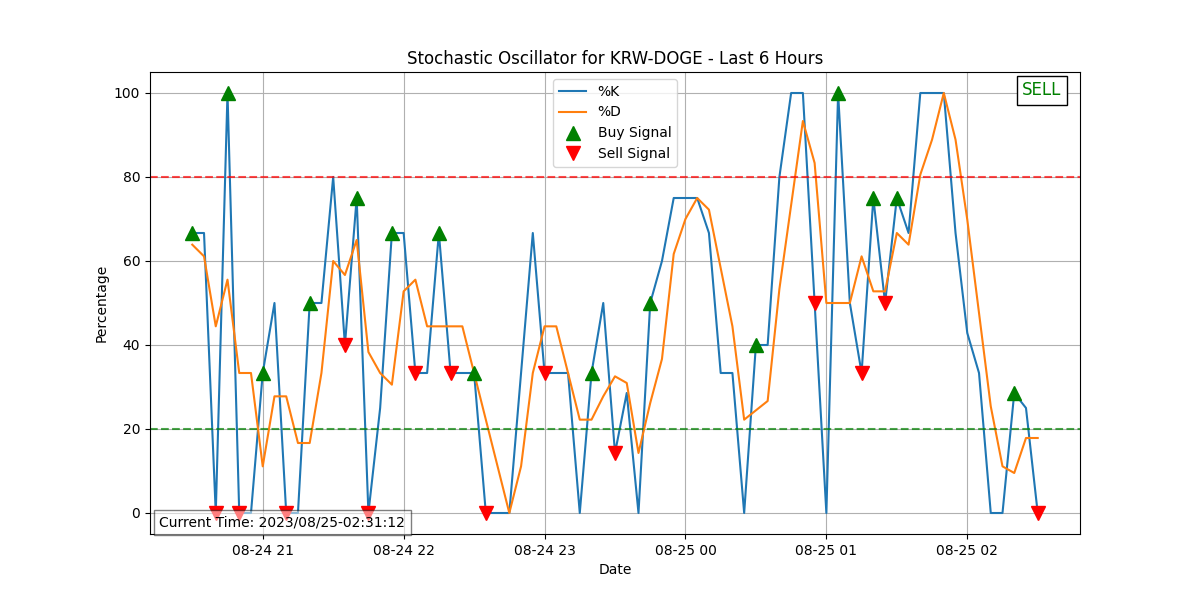 Stochastic Oscillator for KRW-DOGE - Last 6 Hours
SELL
%K
%D
Buy Signal
Sell Signal
Percentage
100
80
60
40
20
0
Current Time: 2023/08/25-02:31:12
08-24 21
08-24 22
08-24 23
08-25 00
08-25 01
08-25 02
Date